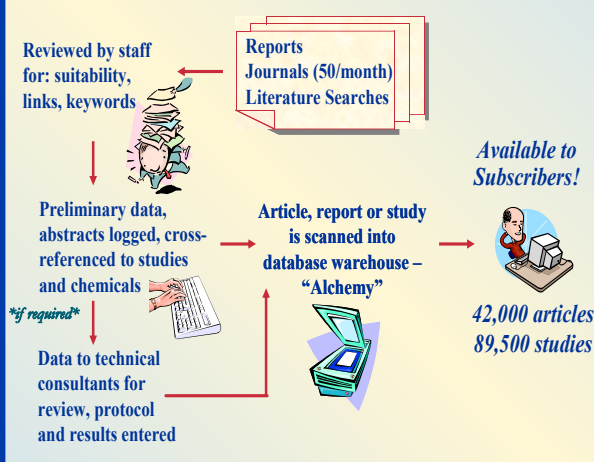 Reports
Journals (50/month)
Literature Searches
Reviewed by staff
for: suitability,
links, keywords
Preliminary data,
abstracts logged, cross-
referenced to studies
and chemicals
*if required*
Data to technical
consultants for
review, protocol
and results entered
Article, report or study
is scanned into
database warehouse –
“Alchemy”
Available to
Subscribers!
42,000 articles
89,500 studies